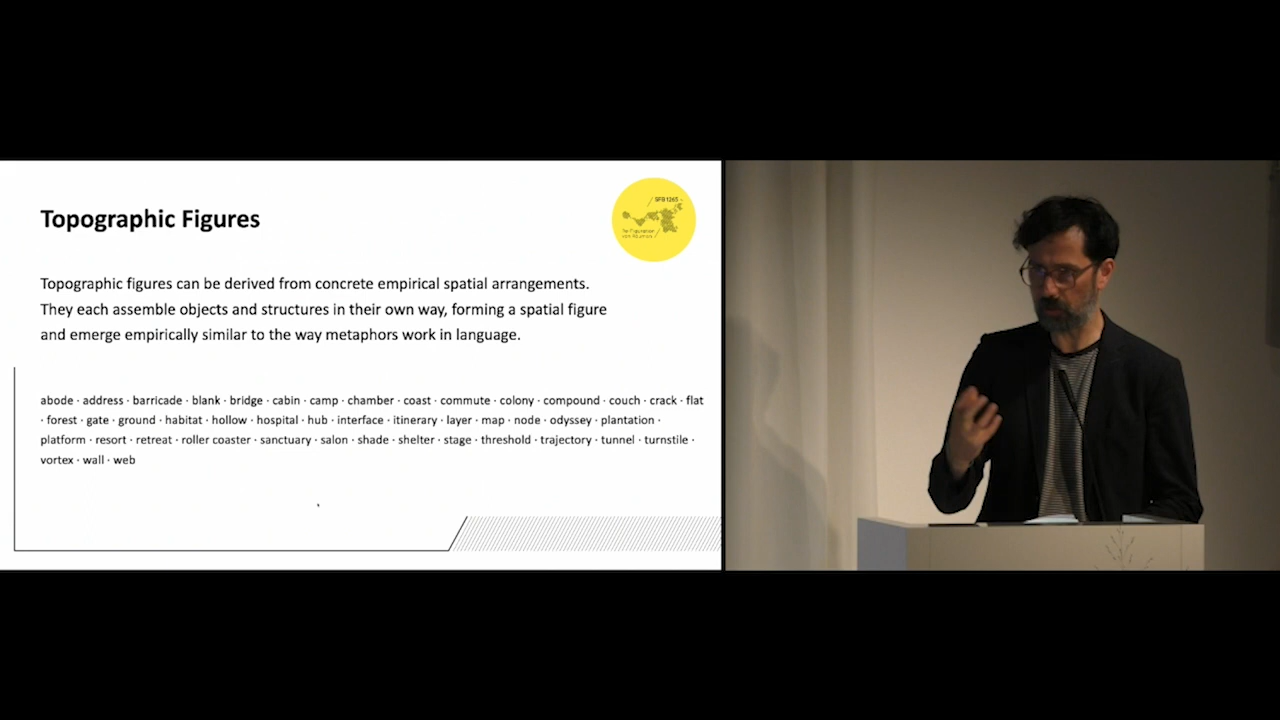 Topographic Figures
SFB 1265
Re-Figuration
von Räumen
Topographic figures can be derived from concrete empirical spatial arrangements.
They each assemble objects and structures in their own way, forming a spatial figure
and emerge empirically similar to the way metaphors work in language.
abode · address · barricade · blank · bridge · cabin · camp · chamber · coast · commute · colony · compound · couch · crack · flat
· forest · gate · ground · habitat · hollow · hospital · hub · interface · itinerary · layer · map · node · odyssey · plantation ·
platform · resort · retreat · roller coaster · sanctuary · salon · shade · shelter · stage · threshold · trajectory · tunnel · turnstile ·
vortex · wall · web